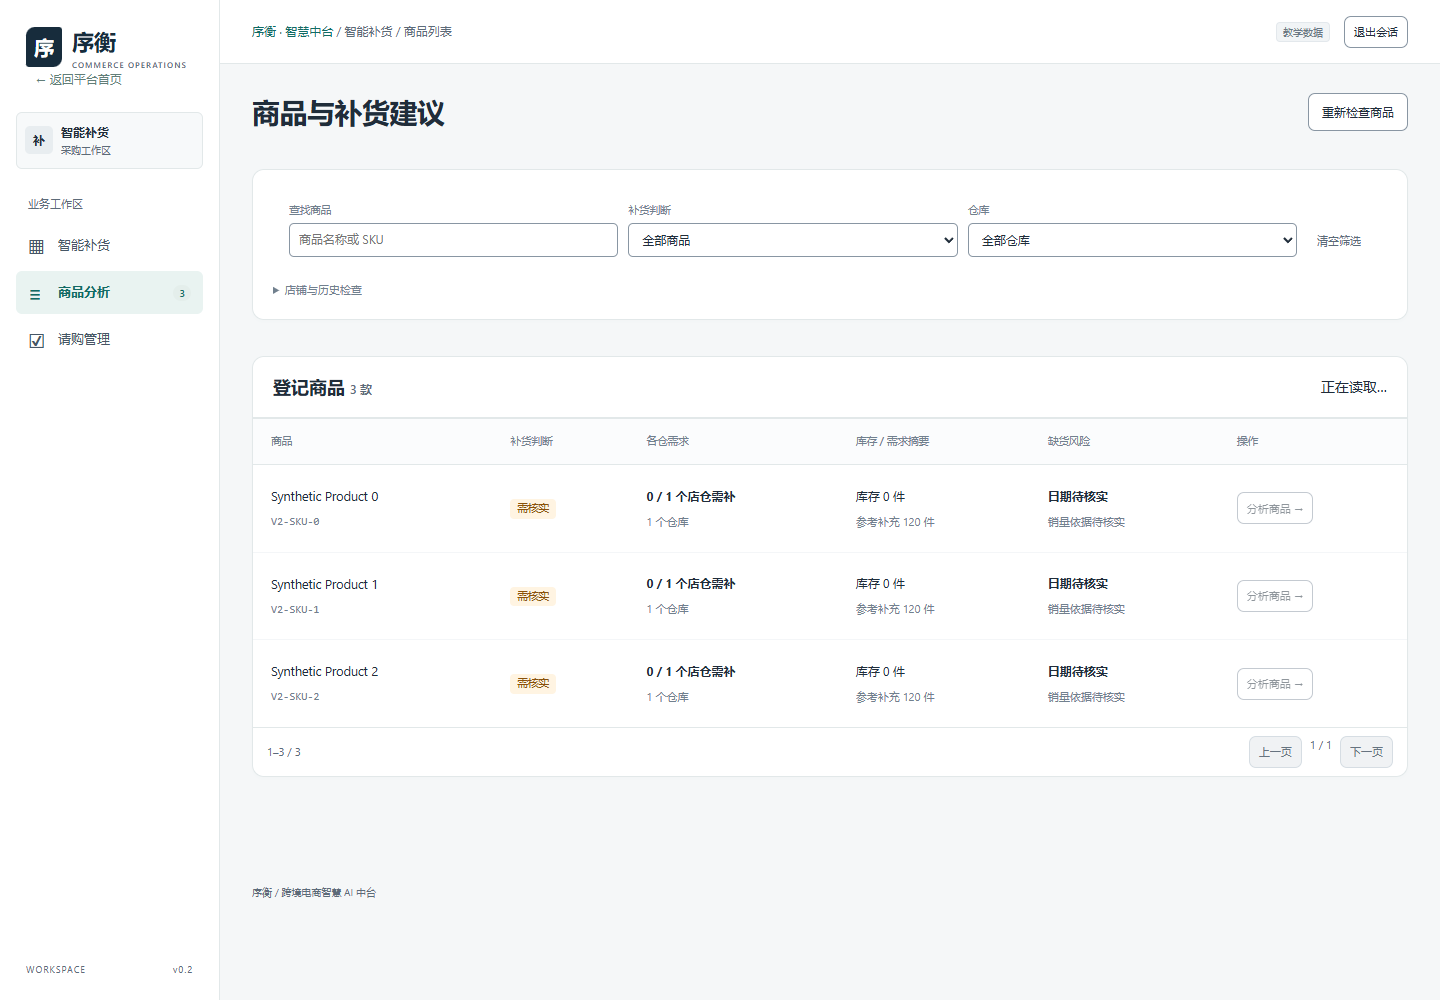 序 序衡
COMMERCE OPERATIONS
← 返回平台首页
补 智能补货
采购工作区
业务工作区
智能补货
商品分析 3
请购管理
WORKSPACE v0.2
序衡 · 智慧中台 / 智能补货 / 商品列表
教学数据 退出会话
商品与补货建议
重新检查商品
查找商品 补货判断 仓库
商品名称或 SKU 全部商品 全部仓库 清空筛选
店铺与历史检查
登记商品 3 款 正在读取...
商品 补货判断 各仓需求 库存 / 需求摘要 缺货风险 操作
Synthetic Product 0 需核实 0 / 1 个店仓需补 库存 0 件 日期待核实 分析商品 →
V2-SKU-0 1 个仓库 参考补充 120 件 销量依据待核实
Synthetic Product 1 需核实 0 / 1 个店仓需补 库存 0 件 日期待核实 分析商品 →
V2-SKU-1 1 个仓库 参考补充 120 件 销量依据待核实
Synthetic Product 2 需核实 0 / 1 个店仓需补 库存 0 件 日期待核实 分析商品 →
V2-SKU-2 1 个仓库 参考补充 120 件 销量依据待核实
1–3 / 3 上一页 1 / 1 下一页
序衡 / 跨境电商智慧 AI 中台